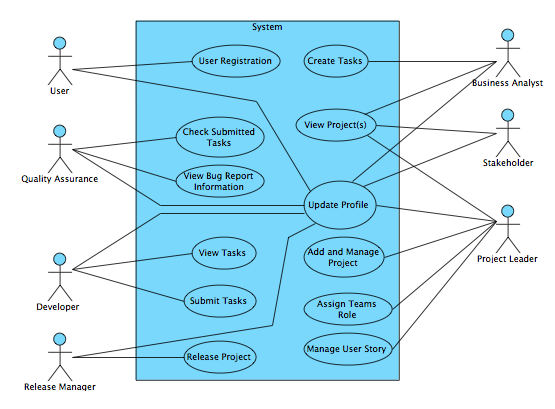 System
User Registration
Create Tasks
User
Business Analyst
Check Submitted
Tasks
View Project(s)
Quality Assurance
View Bug Report
Information
Stakeholder
Update Profile
View Tasks
Add and Manage
Project
Project Leader
Developer
Submit Tasks
Assign Teams
Role
Release Project
Manage User Story
Release Manager